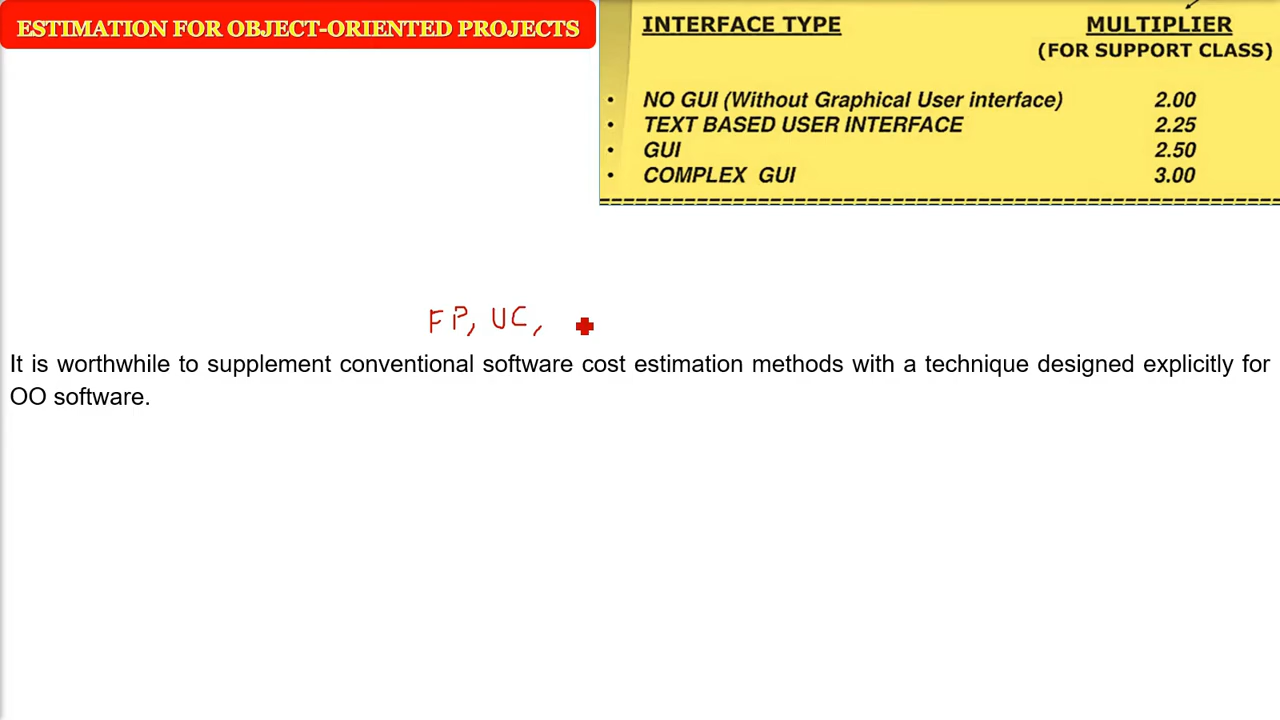 ESTIMATION FOR OBJECT-ORIENTED PROJECTS
INTERFACE TYPE MULTIPLIER
(FOR SUPPORT CLASS)
• NO GUI (Without Graphical User interface) 2.00
• TEXT BASED USER INTERFACE 2.25
• GUI 2.50
• COMPLEX GUI 3.00
FP, UC,
It is worthwhile to supplement conventional software cost estimation methods with a technique designed explicitly for
OO software.